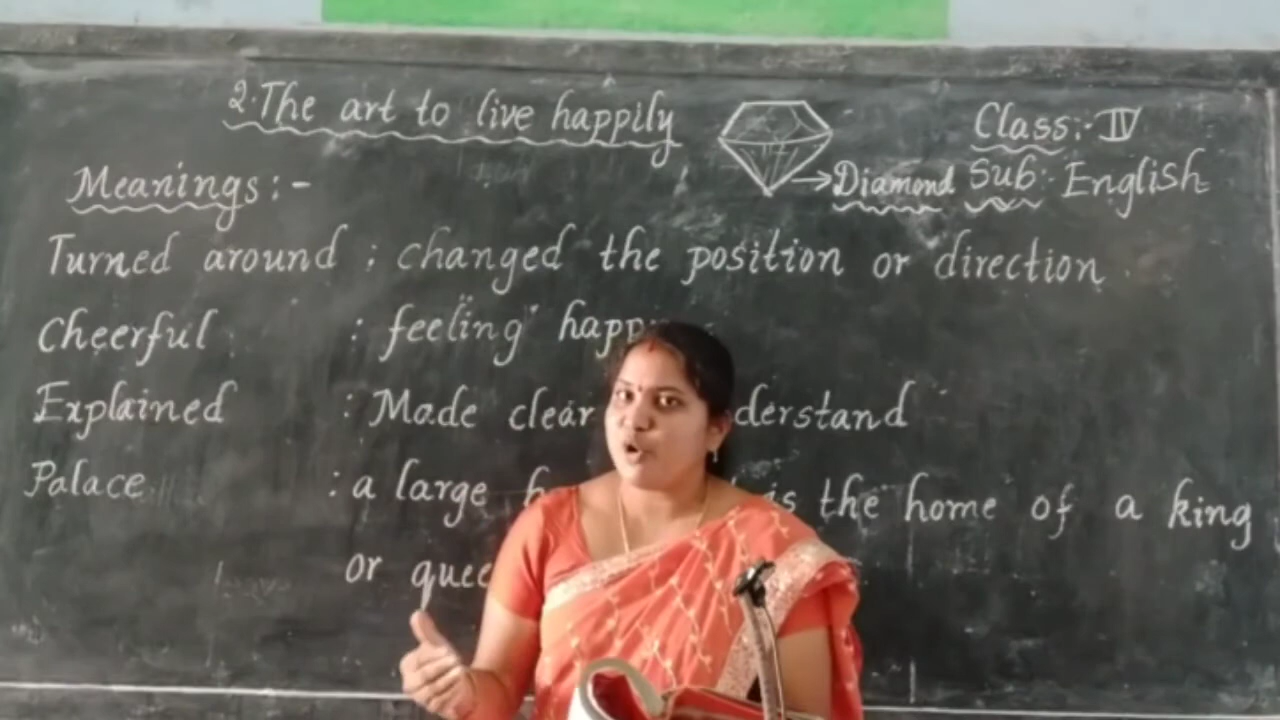 2. The art to live happily
Class:- IV
Diamond
Sub: English
Meanings:-
Turned around : changed the position or direction
Cheerful : feeling
Explained : Made clear
Palace : a large is the home of a king
or